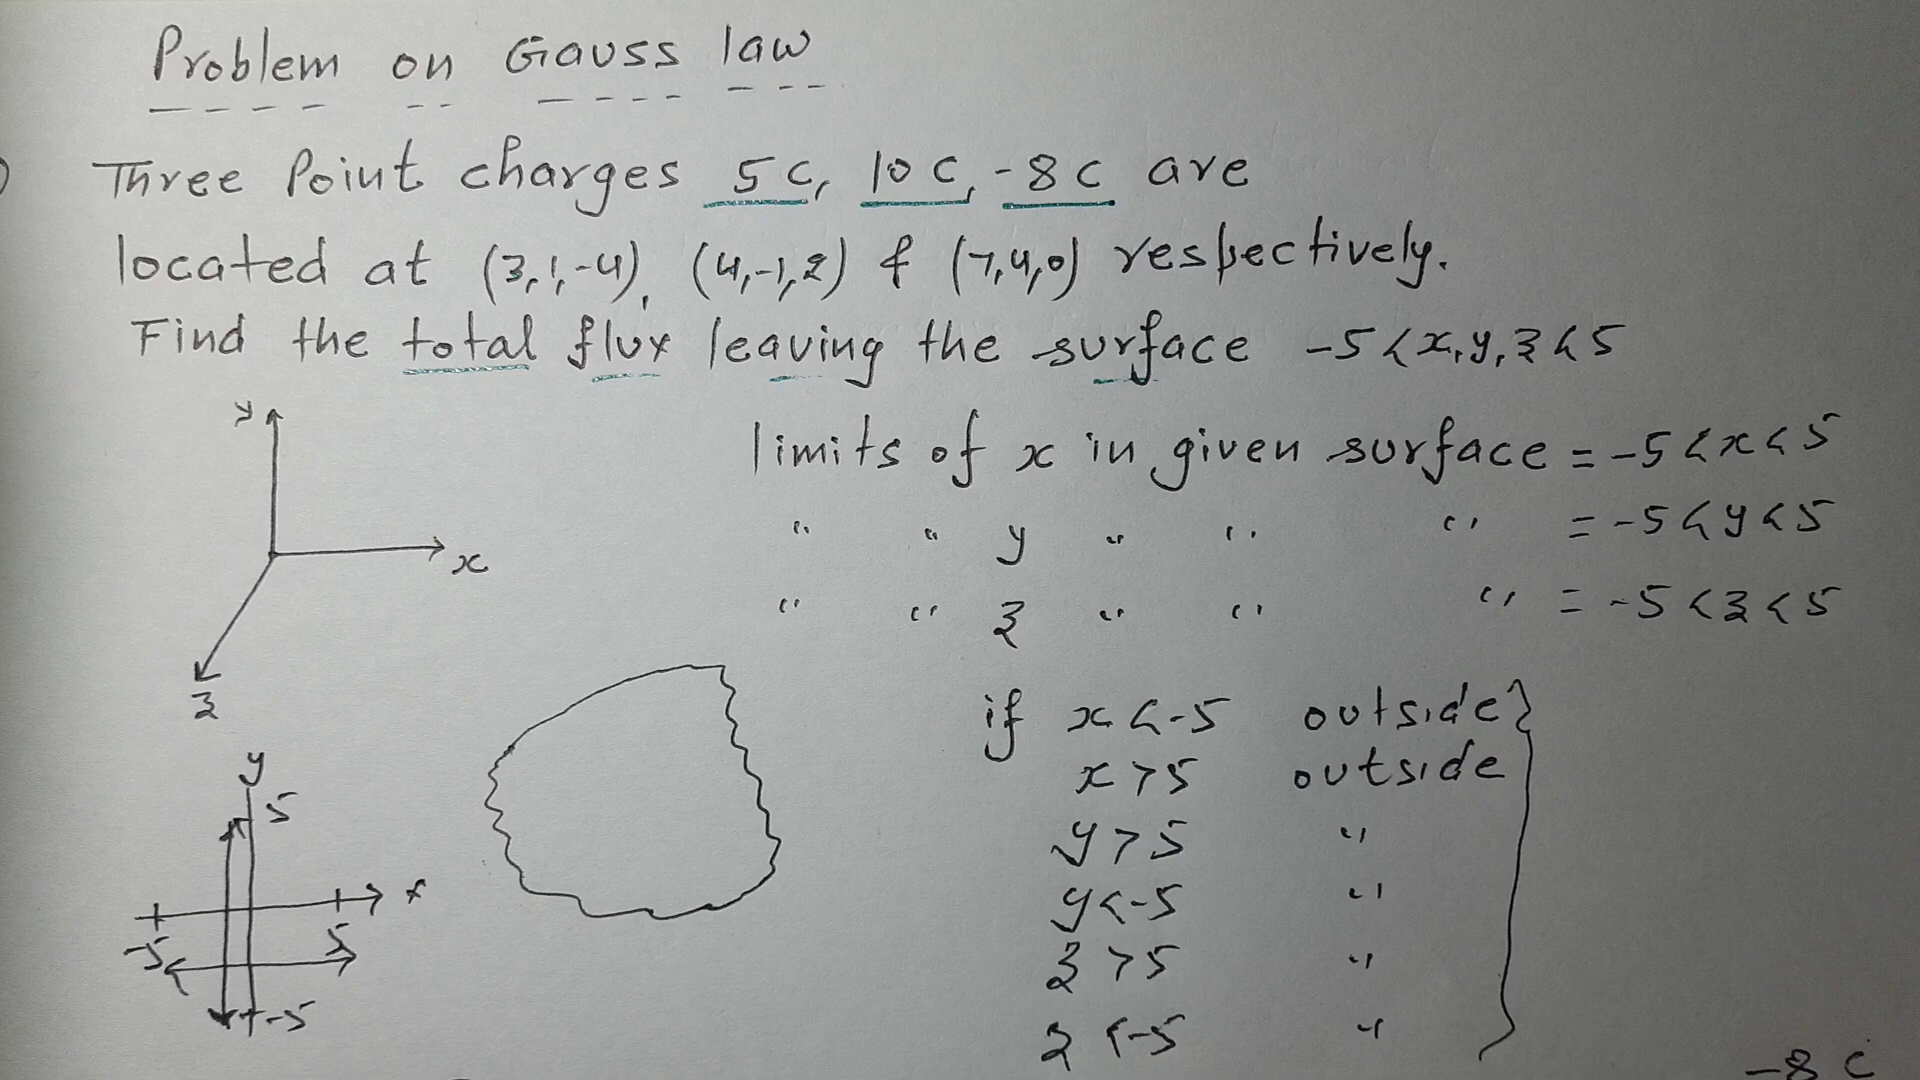 Problem on Gauss law
Three Point charges 5C, 10C, -8C are
located at (3,1,-4), (4,-1,2) & (7,4,0) respectively.
Find the total flux leaving the surface -5<x,y,z<5
limits of x in given surface = -5<x<5
" " y " " " = -5<y<5
" " z " " " = -5<z<5
y
x
z
if x<-5 outside}
x>5 outside
y>5 "
y<-5 "
z>5 "
z<-5 "
y
5
x
-5 5
-5
-8 C